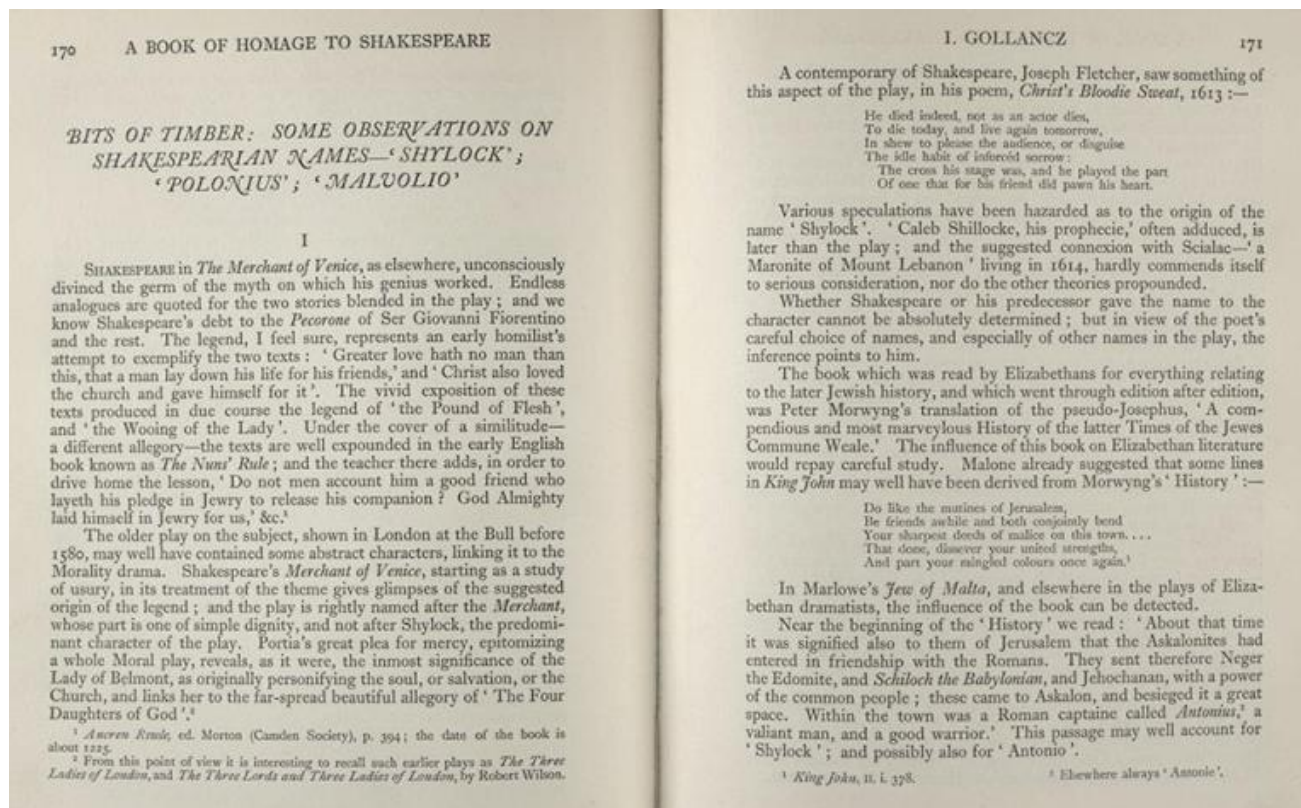 170 A BOOK OF HOMAGE TO SHAKESPEARE
BITS OF TIMBER: SOME OBSERVATIONS ON
SHAKESPEARIAN NAMES—‘SHYLOCK’;
‘POLONIUS’; ‘MALVOLIO’
I
SHAKESPEARE in The Merchant of Venice, as elsewhere, unconsciously
divined the germ of the myth on which his genius worked. Endless
analogues are quoted for the two stories blended in the play; and we
know Shakespeare's debt to the Pecorone of Ser Giovanni Fiorentino
and the rest. The legend, I feel sure, represents an early homilist's
attempt to exemplify the two texts: ‘Greater love hath no man than
this, that a man lay down his life for his friends,’ and ‘Christ also loved
the church and gave himself for it’. The vivid exposition of these
texts produced in due course the legend of ‘the Pound of Flesh’,
and ‘the Wooing of the Lady’. Under the cover of a similitude—
a different allegory—the texts are well expounded in the early English
book known as The Nuns' Rule; and the teacher there adds, in order to
drive home the lesson, ‘Do not men account him a good friend who
layeth his pledge in Jewry to release his companion? God Almighty
laid himself in Jewry for us,’ &c.¹
The older play on the subject, shown in London at the Bull before
1580, may well have contained some abstract characters, linking it to the
Morality drama. Shakespeare's Merchant of Venice, starting as a study
of usury, in its treatment of the theme gives glimpses of the suggested
origin of the legend; and the play is rightly named after the Merchant,
whose part is one of simple dignity, and not after Shylock, the predomi-
nant character of the play. Portia's great plea for mercy, epitomizing
a whole Moral play, reveals, as it were, the inmost significance of the
Lady of Belmont, as originally personifying the soul, or salvation, or the
Church, and links her to the far-spread beautiful allegory of ‘The Four
Daughters of God’.²
¹ Ancren Riwle, ed. Morton (Camden Society), p. 394; the date of the book is
about 1225.
² From this point of view it is interesting to recall such earlier plays as The Three
Ladies of London, and The Three Lords and Three Ladies of London, by Robert Wilson.
I. GOLLANCZ 171
A contemporary of Shakespeare, Joseph Fletcher, saw something of
this aspect of the play, in his poem, Christ's Bloodie Sweat, 1613:—
He died indeed, not as an actor dies,
To die today, and live again tomorrow,
In shew to please the audience, or disguise
The idle habit of inforcéd sorrow:
The cross his stage was, and he played the part
Of one that for his friend did pawn his heart.
Various speculations have been hazarded as to the origin of the
name ‘Shylock’. ‘Caleb Shillocke, his prophecie,’ often adduced, is
later than the play; and the suggested connexion with Scialac—‘a
Maronite of Mount Lebanon’ living in 1614, hardly commends itself
to serious consideration, nor do the other theories propounded.
Whether Shakespeare or his predecessor gave the name to the
character cannot be absolutely determined; but in view of the poet's
careful choice of names, and especially of other names in the play, the
inference points to him.
The book which was read by Elizabethans for everything relating
to the later Jewish history, and which went through edition after edition,
was Peter Morwyng's translation of the pseudo-Josephus, ‘A com-
pendious and most marveylous History of the latter Times of the Jewes
Commune Weale.’ The influence of this book on Elizabethan literature
would repay careful study. Malone already suggested that some lines
in King John may well have been derived from Morwyng's ‘History’:—
Do like the mutines of Jerusalem,
Be friends awhile and both conjointly bend
Your sharpest deeds of malice on this town. . . .
That done, dissever your united strengths,
And part your mingled colours once again.¹
In Marlowe's Jew of Malta, and elsewhere in the plays of Eliza-
bethan dramatists, the influence of the book can be detected.
Near the beginning of the ‘History’ we read: ‘About that time
it was signified also to them of Jerusalem that the Askalonites had
entered in friendship with the Romans. They sent therefore Neger
the Edomite, and Schiloch the Babylonian, and Jehochanan, with a power
of the common people; these came to Askalon, and besieged it a great
space. Within the town was a Roman captaine called Antonius,² a
valiant man, and a good warrior.’ This passage may well account for
‘Shylock’; and possibly also for ‘Antonio’.
¹ King John, II. i. 378. ² Elsewhere always ‘Antonie’.